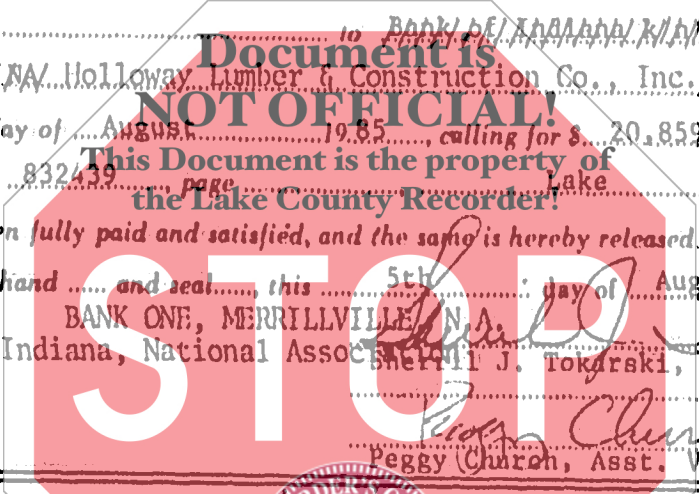 to Bank/of/Indiana/
Document is
NA/ Holloway Lumber & Construction Co., Inc.
NOT OFFICIAL!
ay of August 1985, calling for $ 20,859
This Document is the property of
832439, page Lake
the Lake County Recorder!
n fully paid and satisfied, and the same is hereby released
hand and seal, this 5th day of Aug
STOP
BANK ONE, MERRILLVILLE, N.A.
Indiana, National Association
Sherrill J. Tokarski,
Peggy Church, Asst.